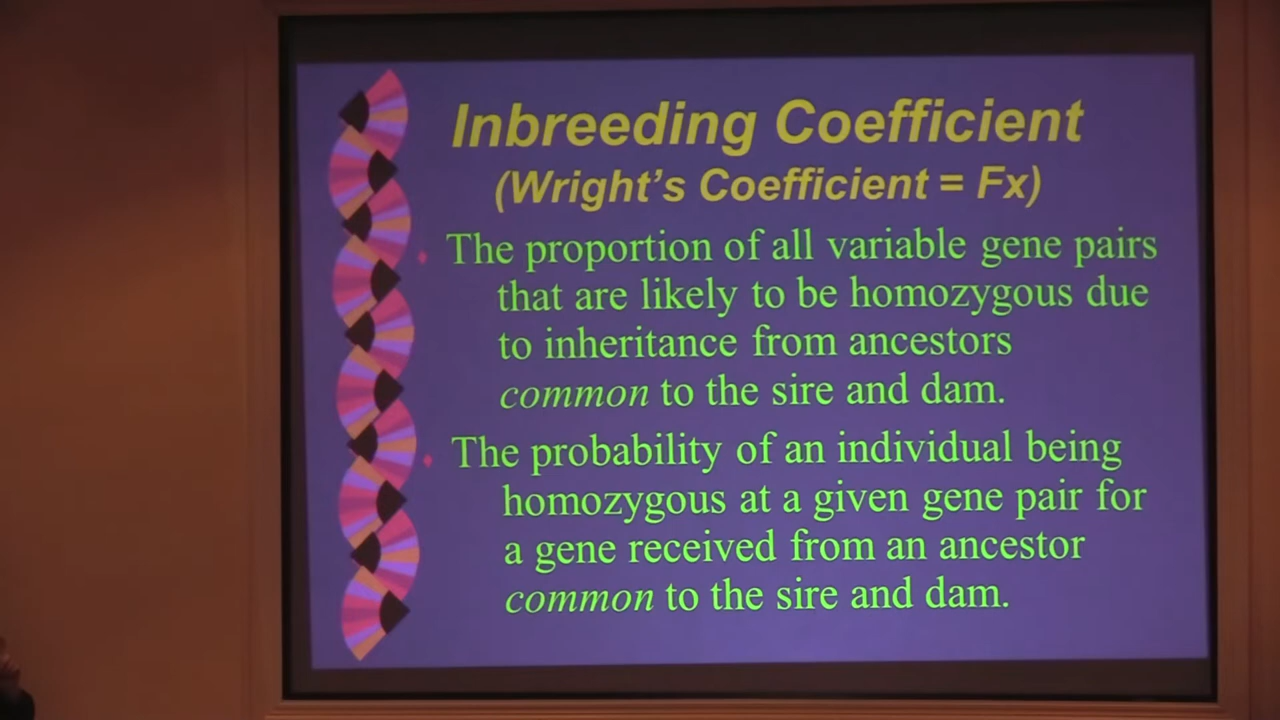 Inbreeding Coefficient
(Wright's Coefficient = Fx)
The proportion of all variable gene pairs
that are likely to be homozygous due
to inheritance from ancestors
common to the sire and dam.
The probability of an individual being
homozygous at a given gene pair for
a gene received from an ancestor
common to the sire and dam.